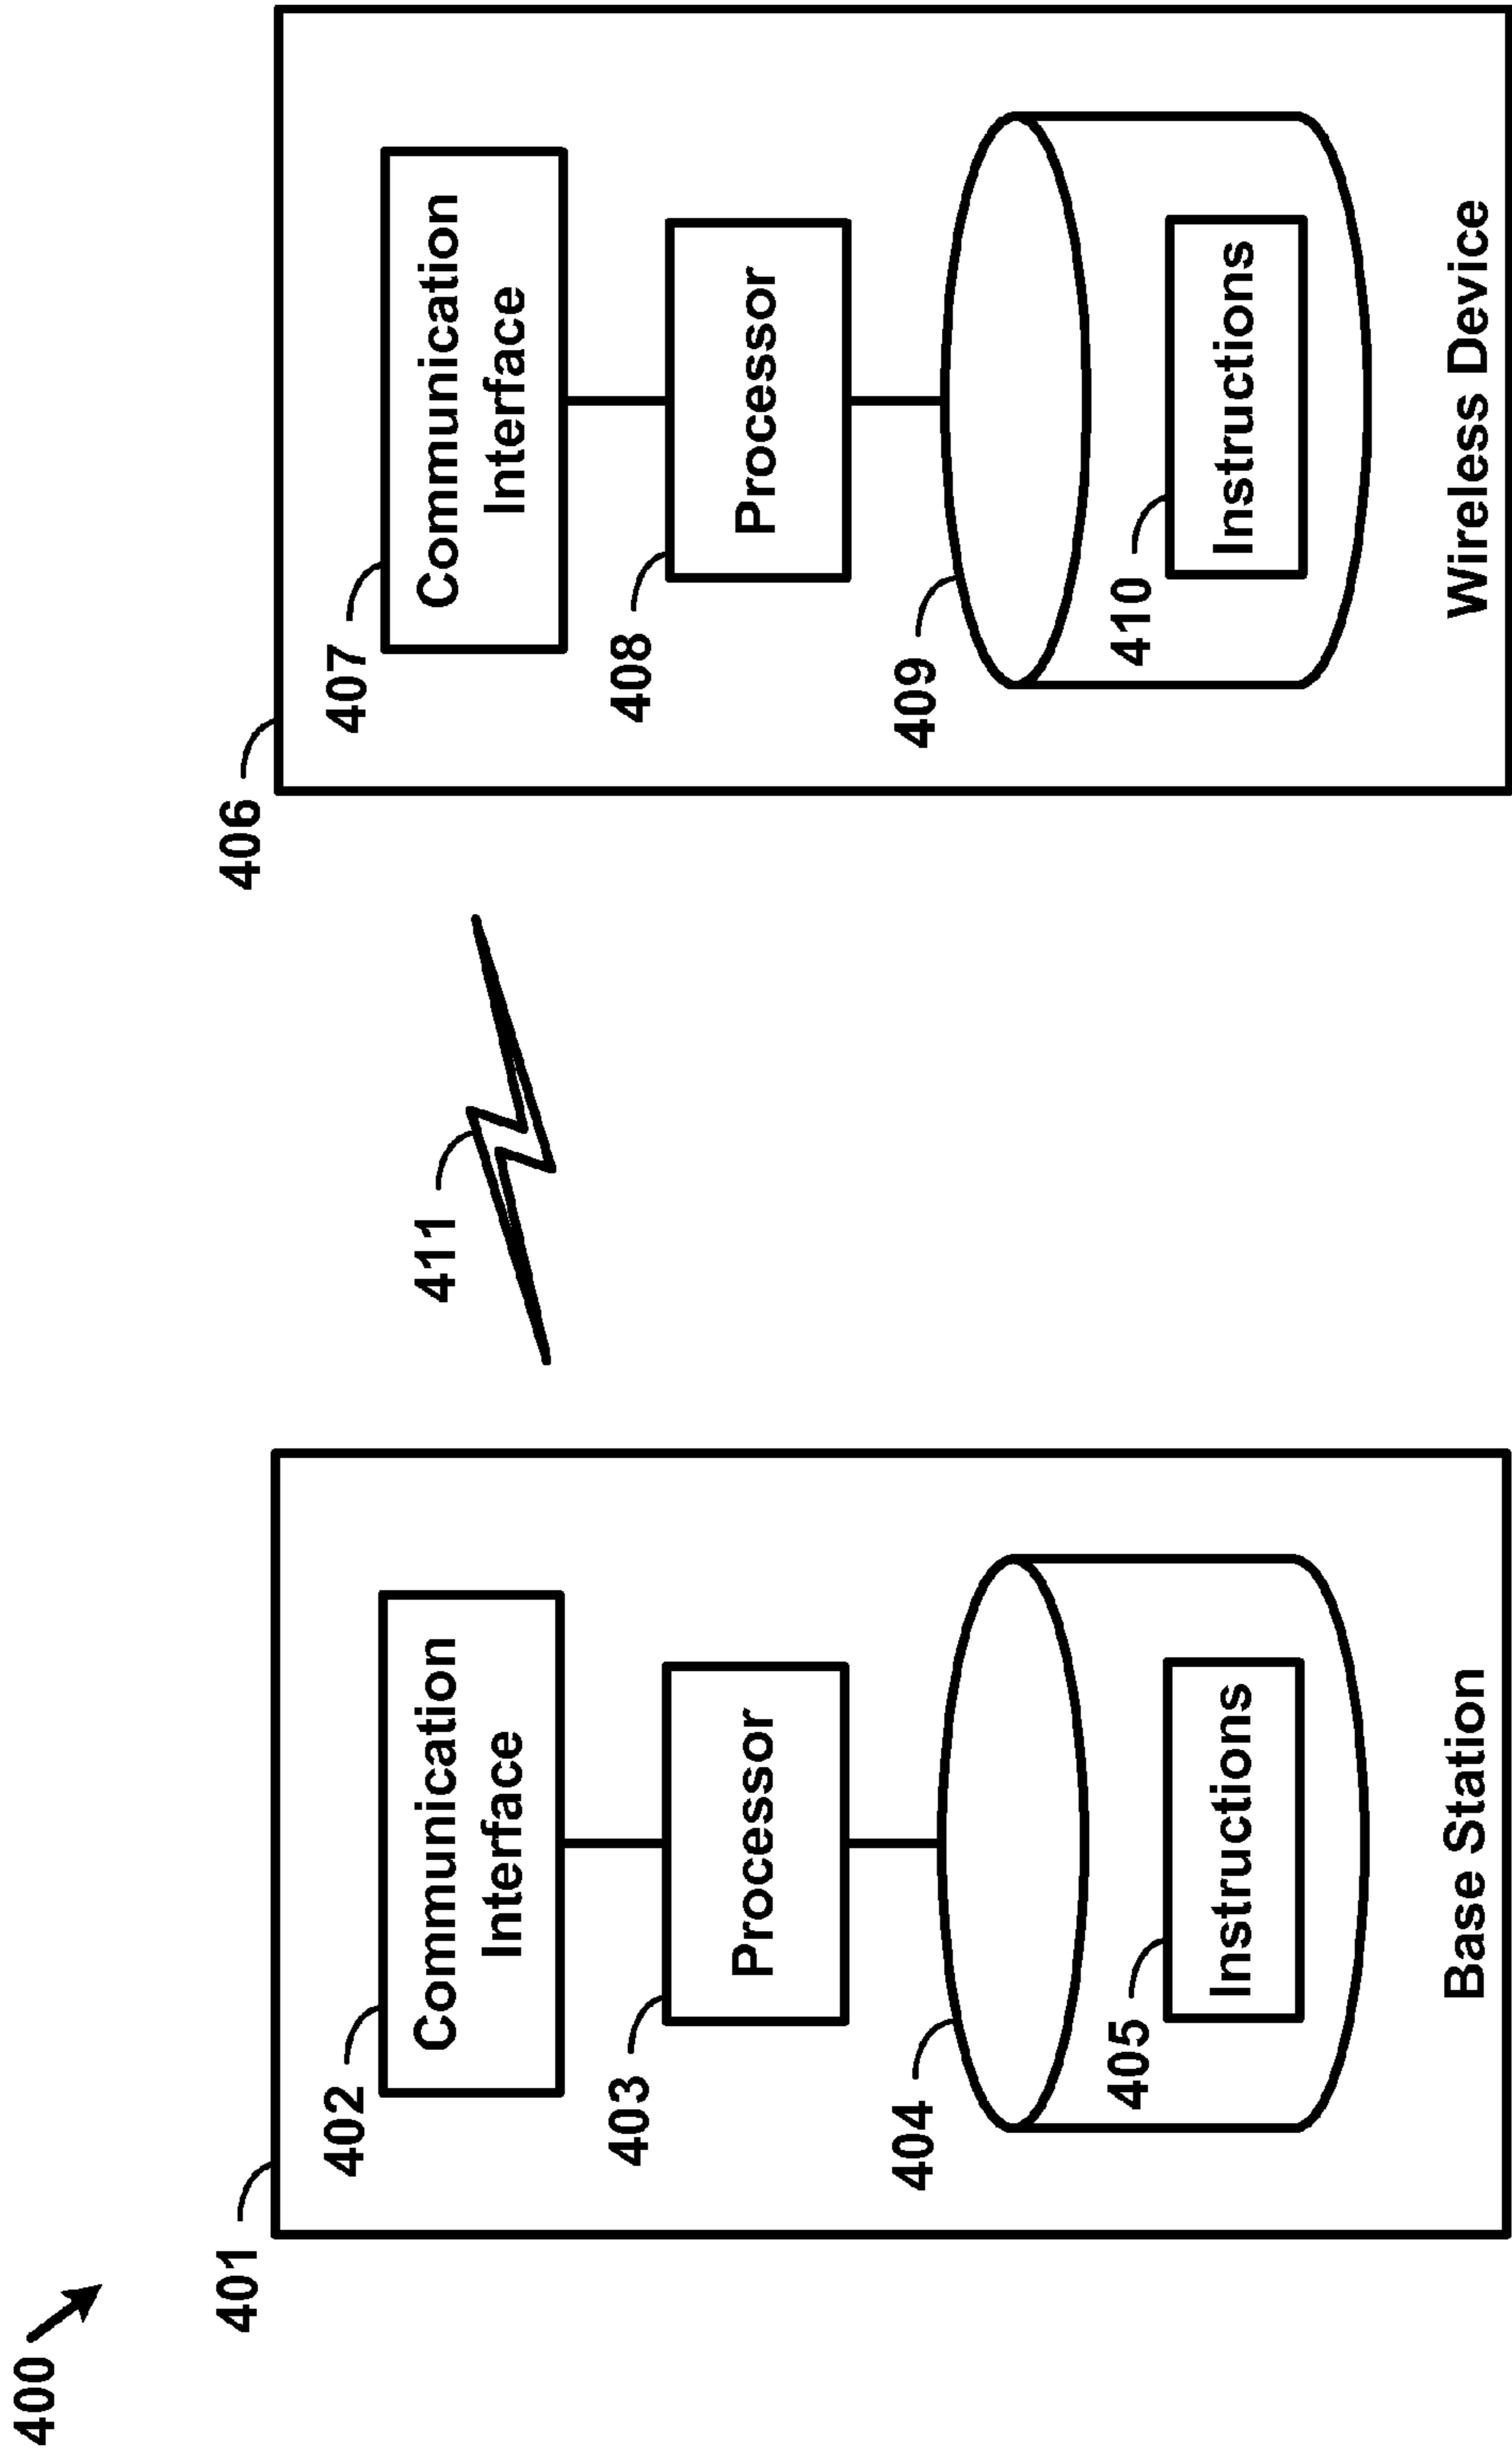 400
401
402
Communication
Interface
403
Processor
404
405
Instructions
Base Station
411
406
407
Communication
Interface
408
Processor
409
410
Instructions
Wireless Device